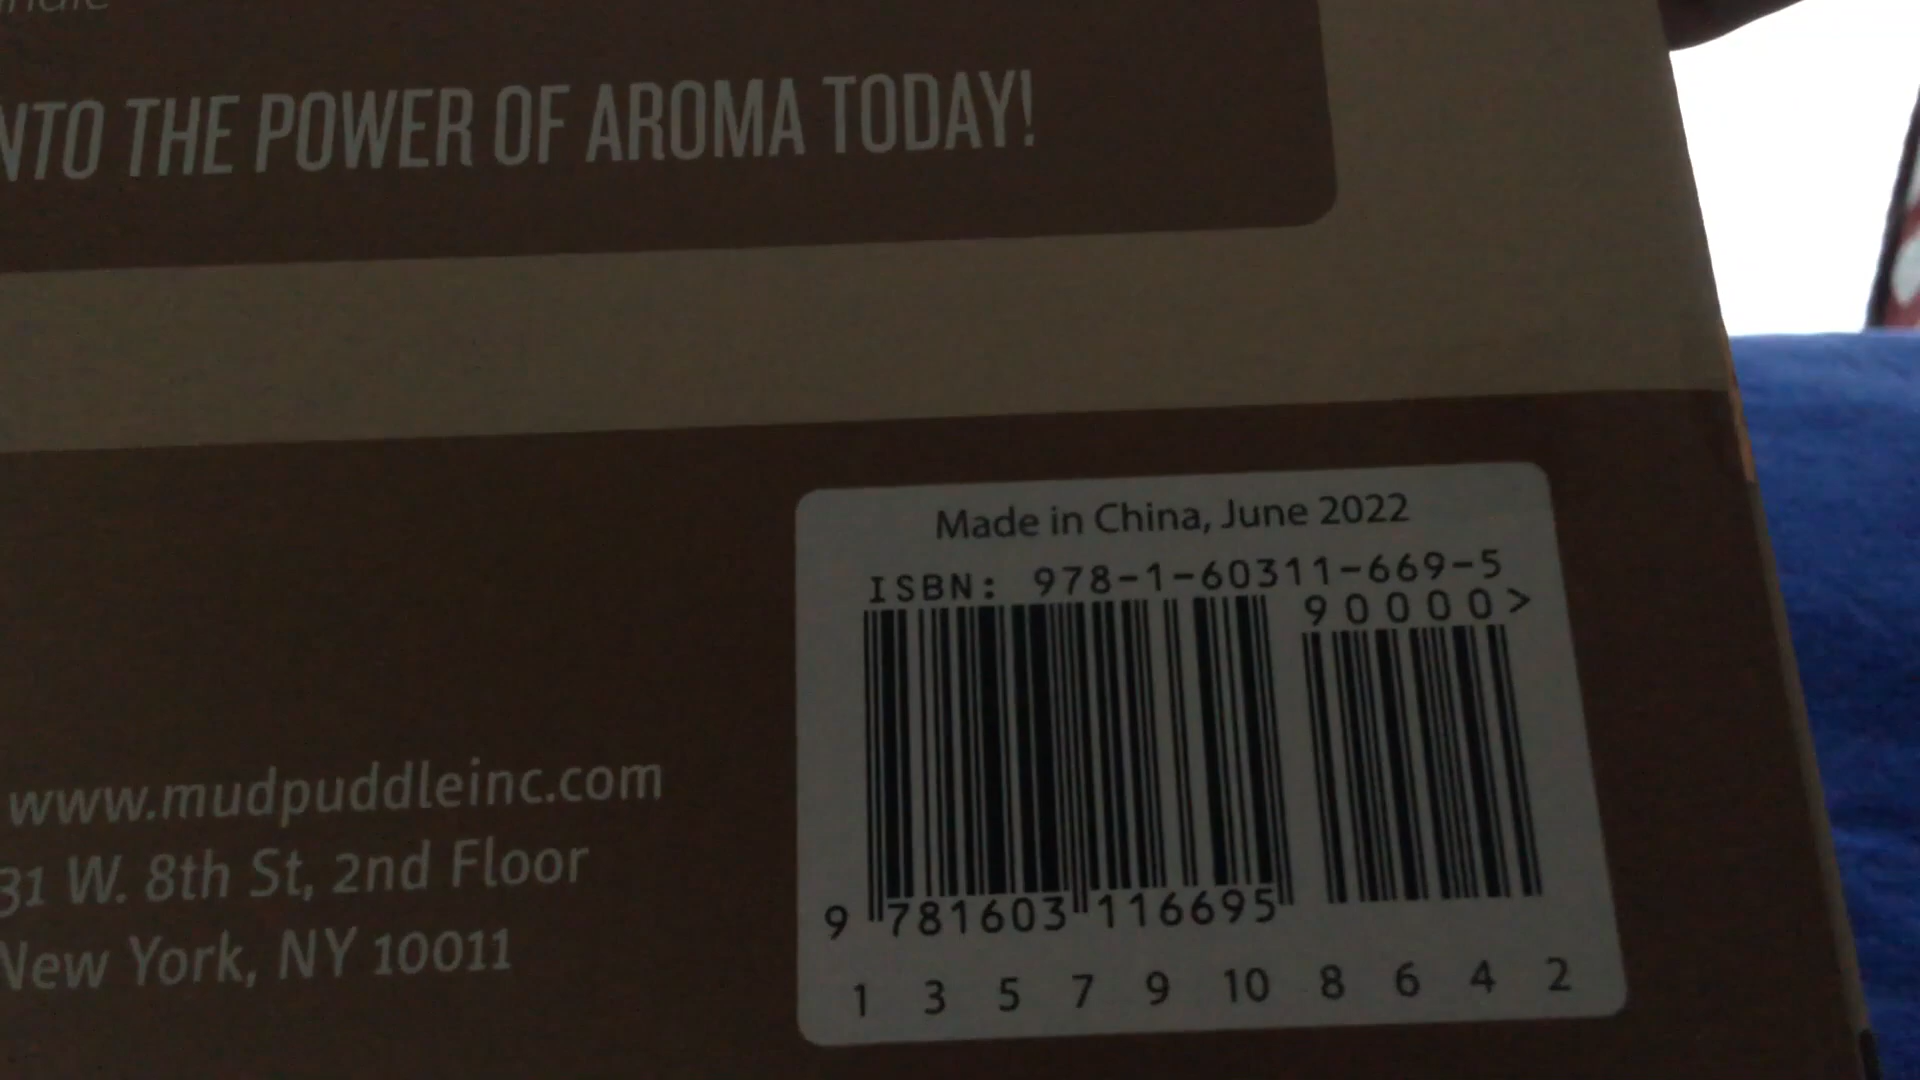 THE POWER OF AROMA TODAY!
Made in China, June 2022
ISBN: 978-1-60311-669-5
90000>
9 781603 116695
1 3 5 7 9 10 8 6 4 2
www.mudpuddleinc.com
31 W. 8th St, 2nd Floor
New York, NY 10011